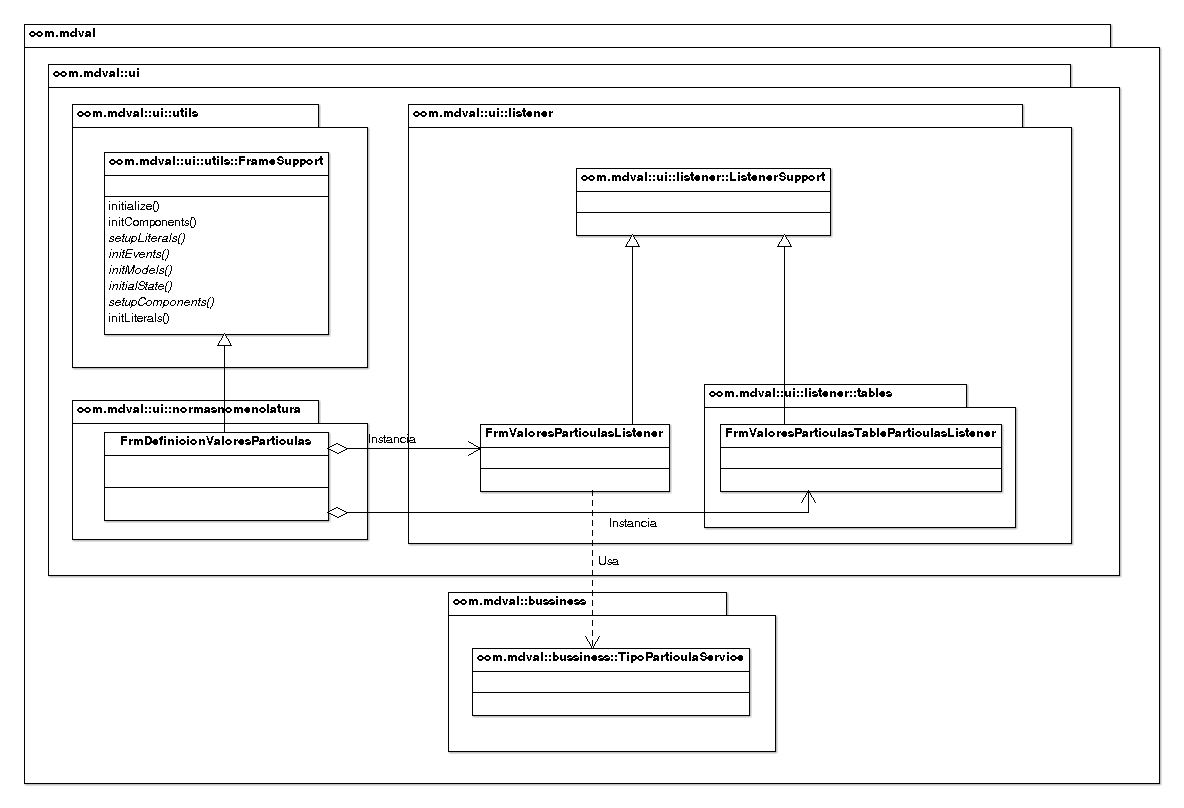 com.mdval
com.mdval::ui
com.mdval::ui::utils
com.mdval::ui::listener
com.mdval::ui::utils::FrameSupport
initialize()
initComponents()
setupLiterals()
initEvents()
initModels()
initialState()
setupComponents()
initLiterals()
com.mdval::ui::listener::ListenerSupport
com.mdval::ui::listener::tables
com.mdval::ui::normasnomenclatura
FrmDefinicionValoresParticulas
Instancia
FrmValoresParticulasListener
FrmValoresParticulasTableParticulasListener
Instancia
Usa
com.mdval::bussiness
com.mdval::bussiness::TipoParticulaService